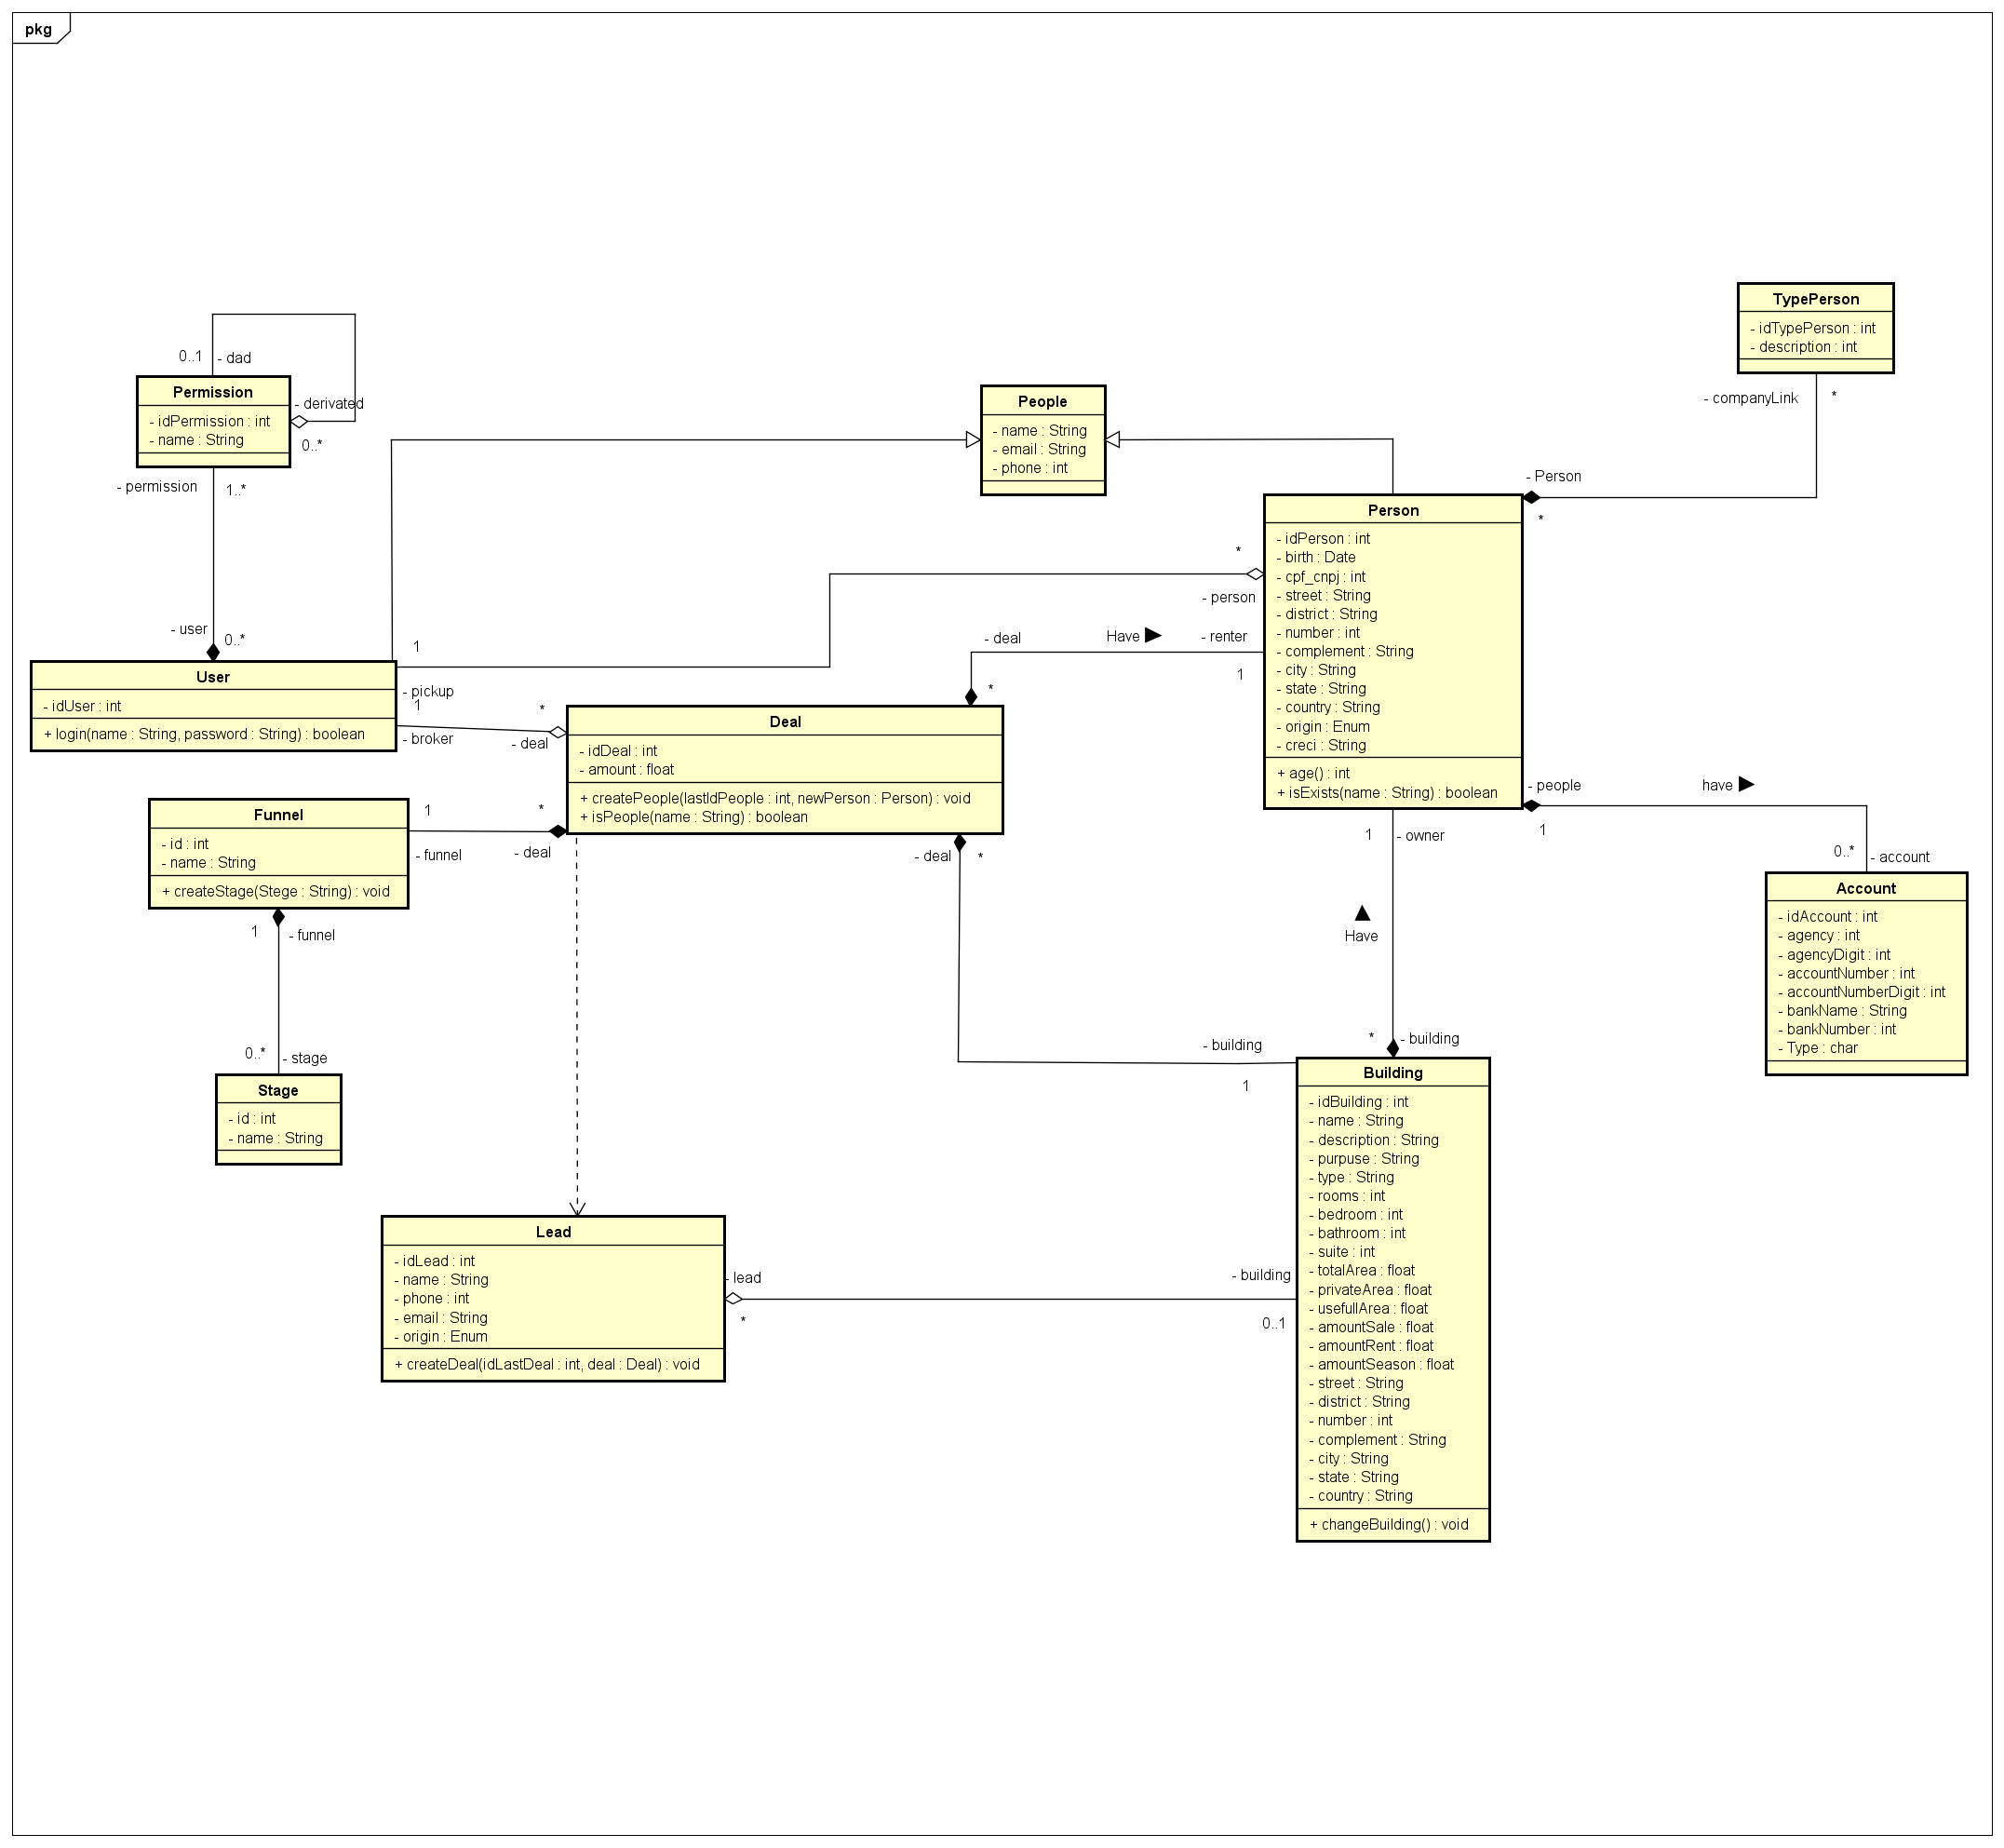 pkg
TypePerson
- idTypePerson : int
- description : int
- companyLink
*
0..1
- dad
Permission
- idPermission : int
- name : String
- derivated
0..*
- permission
1..*
People
- name : String
- email : String
- phone : int
- Person
*
Person
- idPerson : int
- birth : Date
- cpf_cnpj : int
- street : String
- district : String
- number : int
- complement : String
- city : String
- state : String
- country : String
- origin : Enum
- creci : String
+ age() : int
+ isExists(name : String) : boolean
*
- person
- deal
Have
- renter
1
*
- user
0..*
1
User
- idUser : int
+ login(name : String, password : String) : boolean
- pickup
1
- broker
*
- deal
Deal
- idDeal : int
- amount : float
+ createPeople(lastIdPeople : int, newPerson : Person) : void
+ isPeople(name : String) : boolean
- people
have
1
0..*
- account
Funnel
- id : int
- name : String
+ createStage(Stege : String) : void
1
- funnel
*
- deal
- deal
*
1
- owner
Have
*
- building
Account
- idAccount : int
- agency : int
- agencyDigit : int
- accountNumber : int
- accountNumberDigit : int
- bankName : String
- bankNumber : int
- Type : char
1
- funnel
0..*
- stage
Stage
- id : int
- name : String
- building
1
Building
- idBuilding : int
- name : String
- description : String
- purpuse : String
- type : String
- rooms : int
- bedroom : int
- bathroom : int
- suite : int
- totalArea : float
- privateArea : float
- usefullArea : float
- amountSale : float
- amountRent : float
- amountSeason : float
- street : String
- district : String
- number : int
- complement : String
- city : String
- state : String
- country : String
+ changeBuilding() : void
Lead
- idLead : int
- name : String
- phone : int
- email : String
- origin : Enum
+ createDeal(idLastDeal : int, deal : Deal) : void
- lead
*
- building
0..1